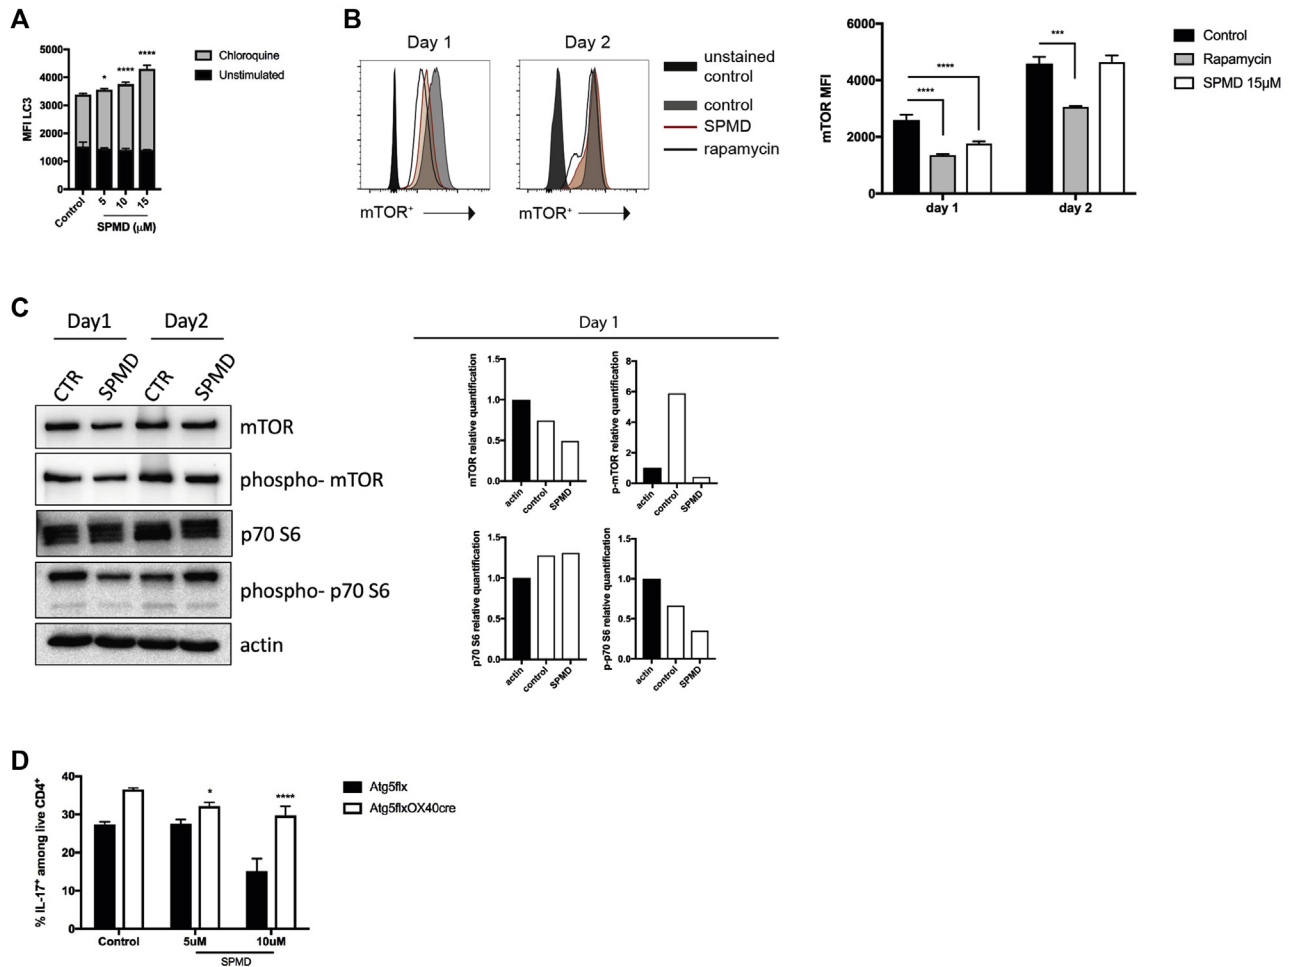 A
5000
4000
3000
2000
1000
0
MFI LC3
*
****
****
Control
5
10
15
SPMD (µM)
Chloroquine
Unstimulated
B
Day 1
Day 2
mTOR⁺
mTOR⁺
unstained
control
control
SPMD
rapamycin
6000
4000
2000
0
mTOR MFI
****
****
***
day 1
day 2
Control
Rapamycin
SPMD 15µM
C
Day1
Day2
CTR
SPMD
CTR
SPMD
mTOR
phospho- mTOR
p70 S6
phospho- p70 S6
actin
Day 1
mTOR relative quantification
1.5
1.0
0.5
0.0
actin
control
SPMD
p-mTOR relative quantification
8
6
4
2
0
actin
control
SPMD
p70 S6 relative quantification
1.5
1.0
0.5
0.0
actin
control
SPMD
p-p70 S6 relative quantification
1.5
1.0
0.5
0.0
actin
control
SPMD
D
% IL-17⁺ among live CD4⁺
40
30
20
10
0
*
****
Control
5uM
10uM
SPMD
Atg5flx
Atg5flxOX40cre